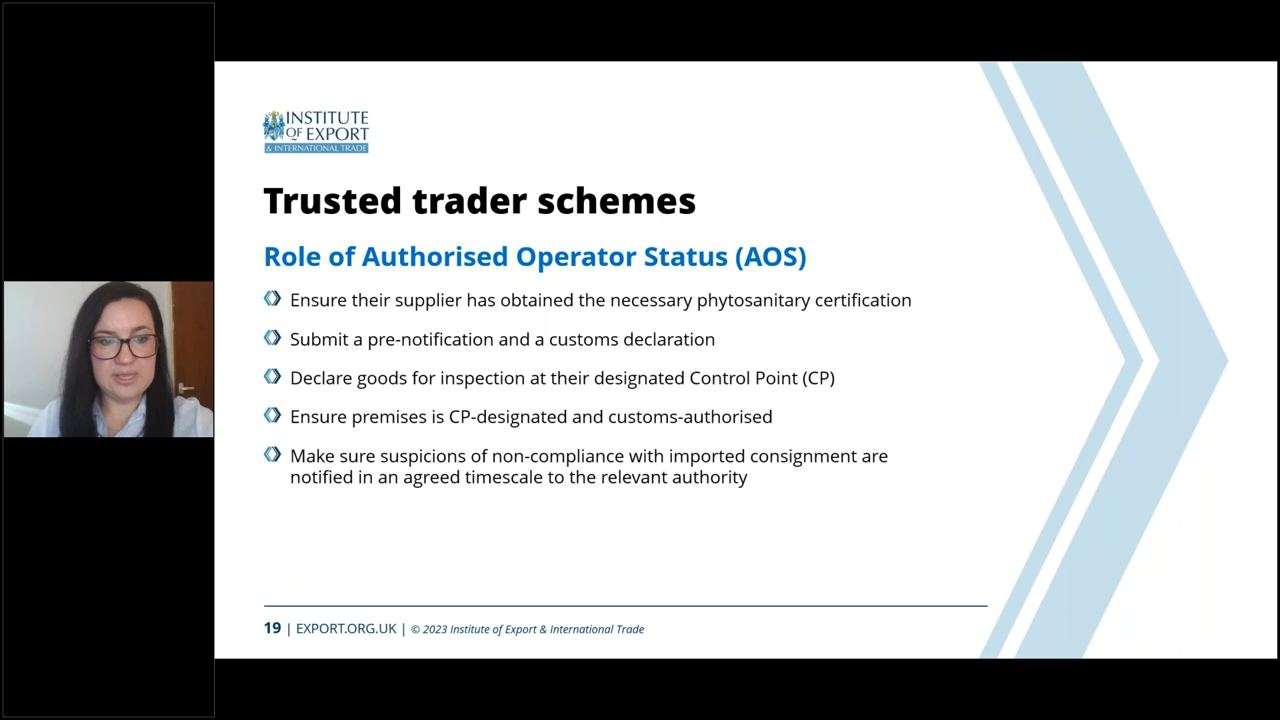 INSTITUTE
OF EXPORT
& INTERNATIONAL TRADE
Trusted trader schemes
Role of Authorised Operator Status (AOS)
Ensure their supplier has obtained the necessary phytosanitary certification
Submit a pre-notification and a customs declaration
Declare goods for inspection at their designated Control Point (CP)
Ensure premises is CP-designated and customs-authorised
Make sure suspicions of non-compliance with imported consignment are
notified in an agreed timescale to the relevant authority
19 | EXPORT.ORG.UK | © 2023 Institute of Export & International Trade